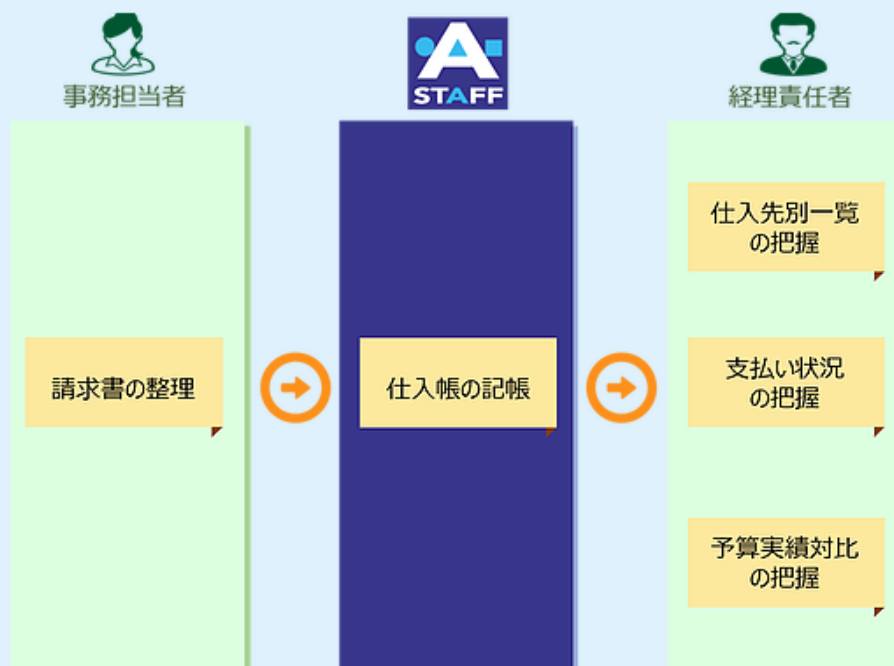 事務担当者
A
STAFF
経理責任者
請求書の整理
仕入帳の記帳
仕入先別一覧
の把握
支払い状況
の把握
予算実績対比
の把握